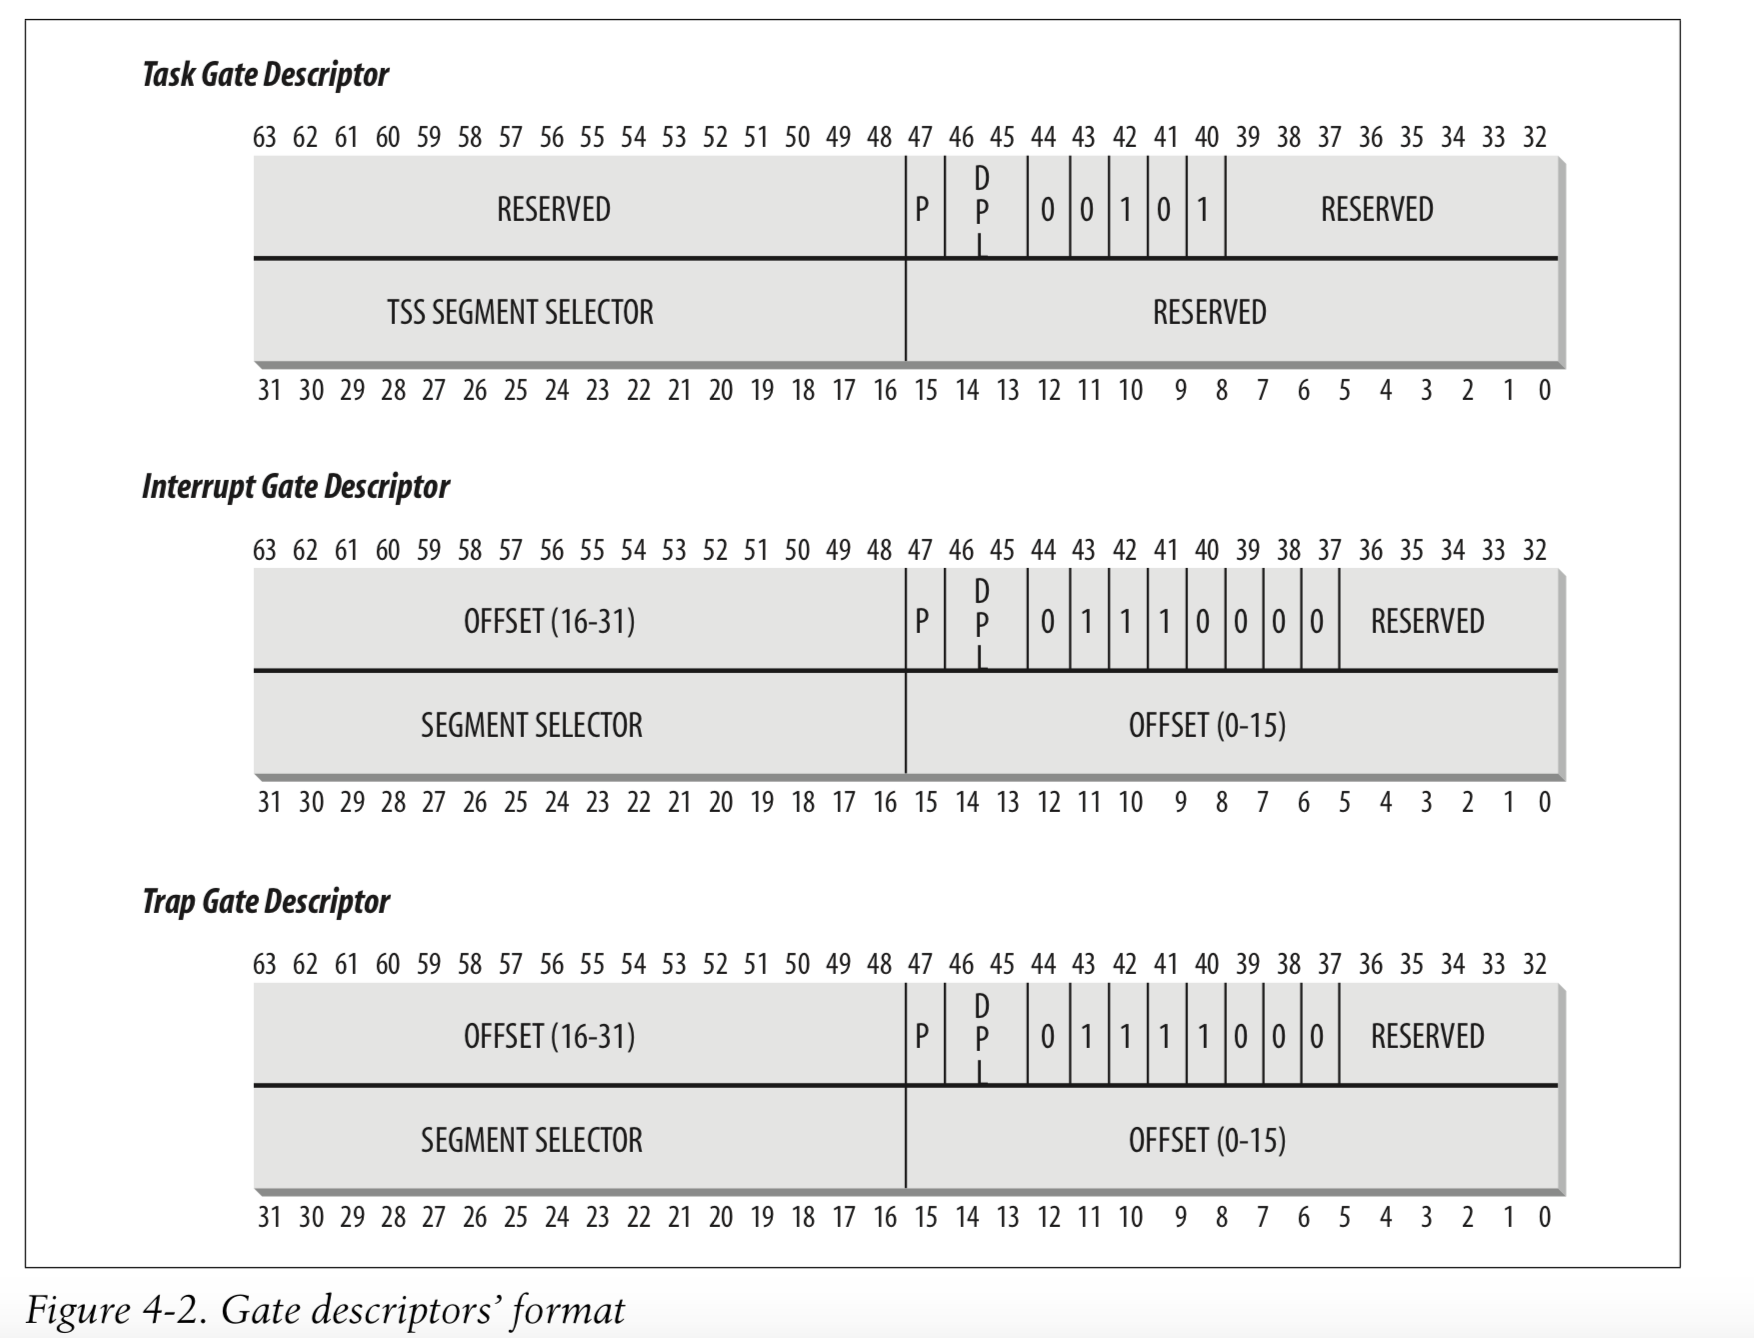 Task Gate Descriptor
63 62 61 60 59 58 57 56 55 54 53 52 51 50 49 48 47 46 45 44 43 42 41 40 39 38 37 36 35 34 33 32
RESERVED P DPL 0 0 1 0 1 RESERVED
TSS SEGMENT SELECTOR RESERVED
31 30 29 28 27 26 25 24 23 22 21 20 19 18 17 16 15 14 13 12 11 10 9 8 7 6 5 4 3 2 1 0
Interrupt Gate Descriptor
63 62 61 60 59 58 57 56 55 54 53 52 51 50 49 48 47 46 45 44 43 42 41 40 39 38 37 36 35 34 33 32
OFFSET (16-31) P DPL 0 1 1 1 0 0 0 0 RESERVED
SEGMENT SELECTOR OFFSET (0-15)
31 30 29 28 27 26 25 24 23 22 21 20 19 18 17 16 15 14 13 12 11 10 9 8 7 6 5 4 3 2 1 0
Trap Gate Descriptor
63 62 61 60 59 58 57 56 55 54 53 52 51 50 49 48 47 46 45 44 43 42 41 40 39 38 37 36 35 34 33 32
OFFSET (16-31) P DPL 0 1 1 1 1 0 0 0 RESERVED
SEGMENT SELECTOR OFFSET (0-15)
31 30 29 28 27 26 25 24 23 22 21 20 19 18 17 16 15 14 13 12 11 10 9 8 7 6 5 4 3 2 1 0
Figure 4-2. Gate descriptors’ format